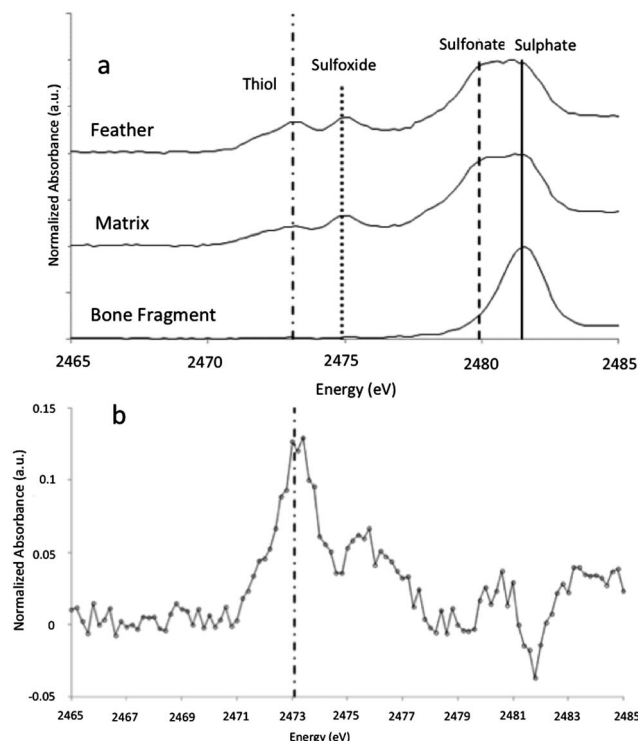 a
Thiol
Sulfoxide
Sulfonate
Sulphate
Feather
Matrix
Bone Fragment
Normalized Absorbance (a.u.)
2465 2470 2475 2480 2485
Energy (eV)
b
0.15
0.1
0.05
0
-0.05
Normalized Absorbance (a.u.)
2465 2467 2469 2471 2473 2475 2477 2479 2481 2483 2485
Energy (eV)